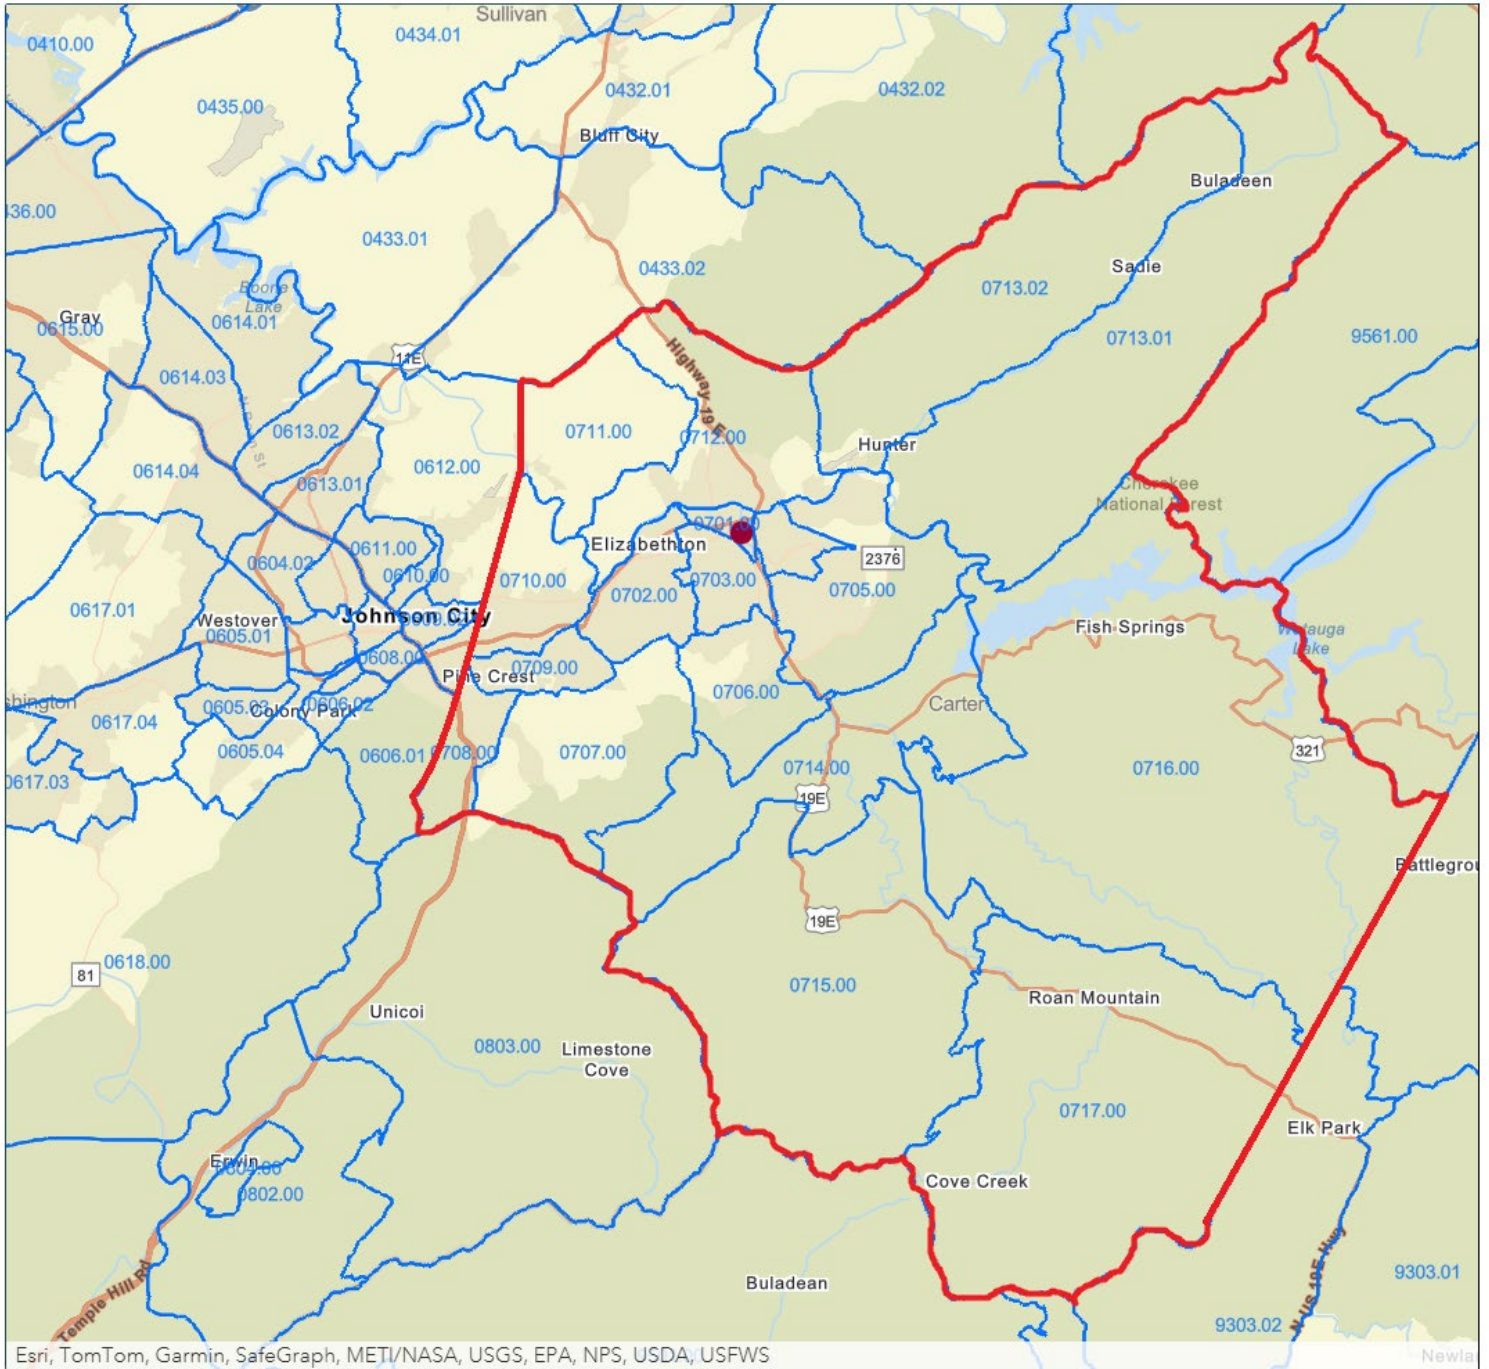 Sullivan
0410.00
0434.01
0435.00
0432.01
0432.02
Bluff City
Buladeen
0433.01
0433.02
Sadie
0713.02
Boone
Lake
Gray
0615.00
0614.01
11E
Highway 19 E
0713.01
9561.00
0614.03
0613.02
0711.00
0712.00
Hunter
0614.04
0612.00
0613.01
Cherokee
National Forest
0701.00
Elizabethton
0611.00
0604.02
2376
0610.00
0710.00
0703.00
0702.00
0705.00
0617.01
Johnson City
Westover
0605.01
Fish Springs
Watauga
Lake
0608.00
Pine Crest
0709.00
0706.00
Carter
0606.02
Colony Park
0617.04
0605.04
0606.01
0708.00
0707.00
321
0714.00
0716.00
0617.03
19E
19E
0618.00
81
0715.00
Roan Mountain
Unicoi
0803.00
Limestone
Cove
0717.00
Elk Park
Erwin
0802.00
Cove Creek
Buladean
9303.01
Temple Hill Rd
N US 19E Hwy
9303.02
Esri, TomTom, Garmin, SafeGraph, METI/NASA, USGS, EPA, NPS, USDA, USFWS